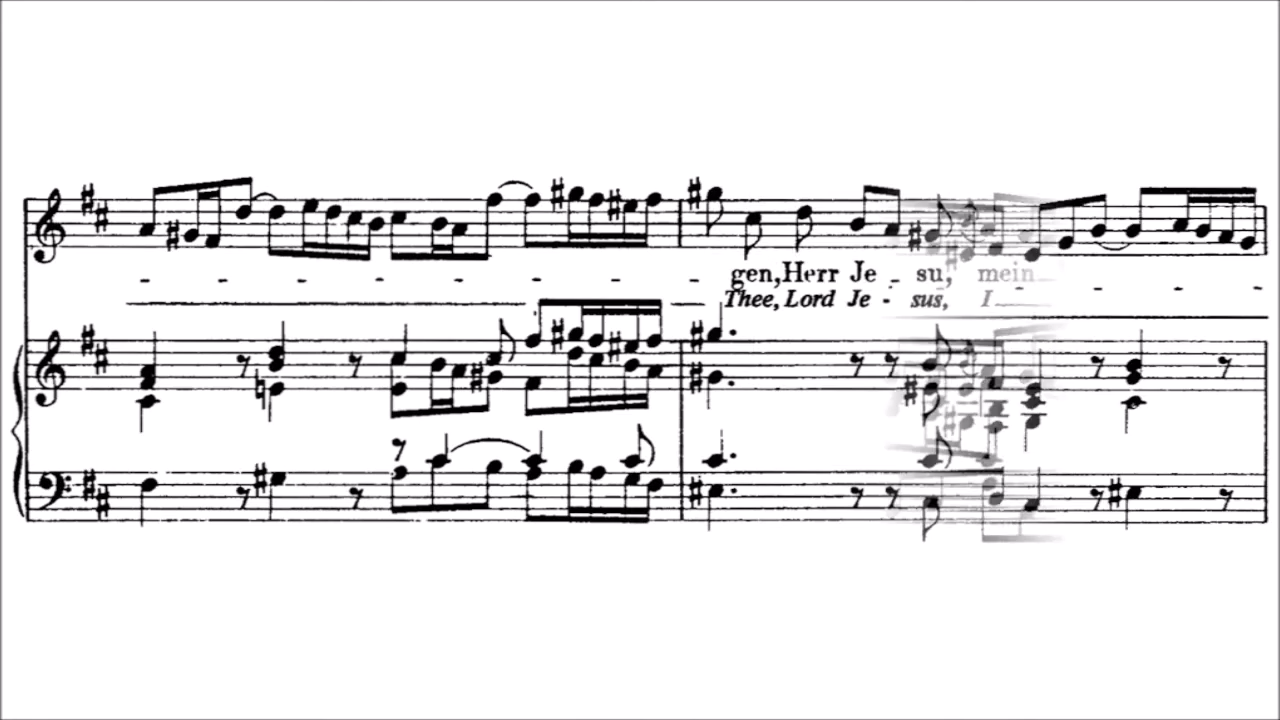 - - - - - - - gen, Herr Je - su, mein - - -
Thee, Lord Je - sus, I